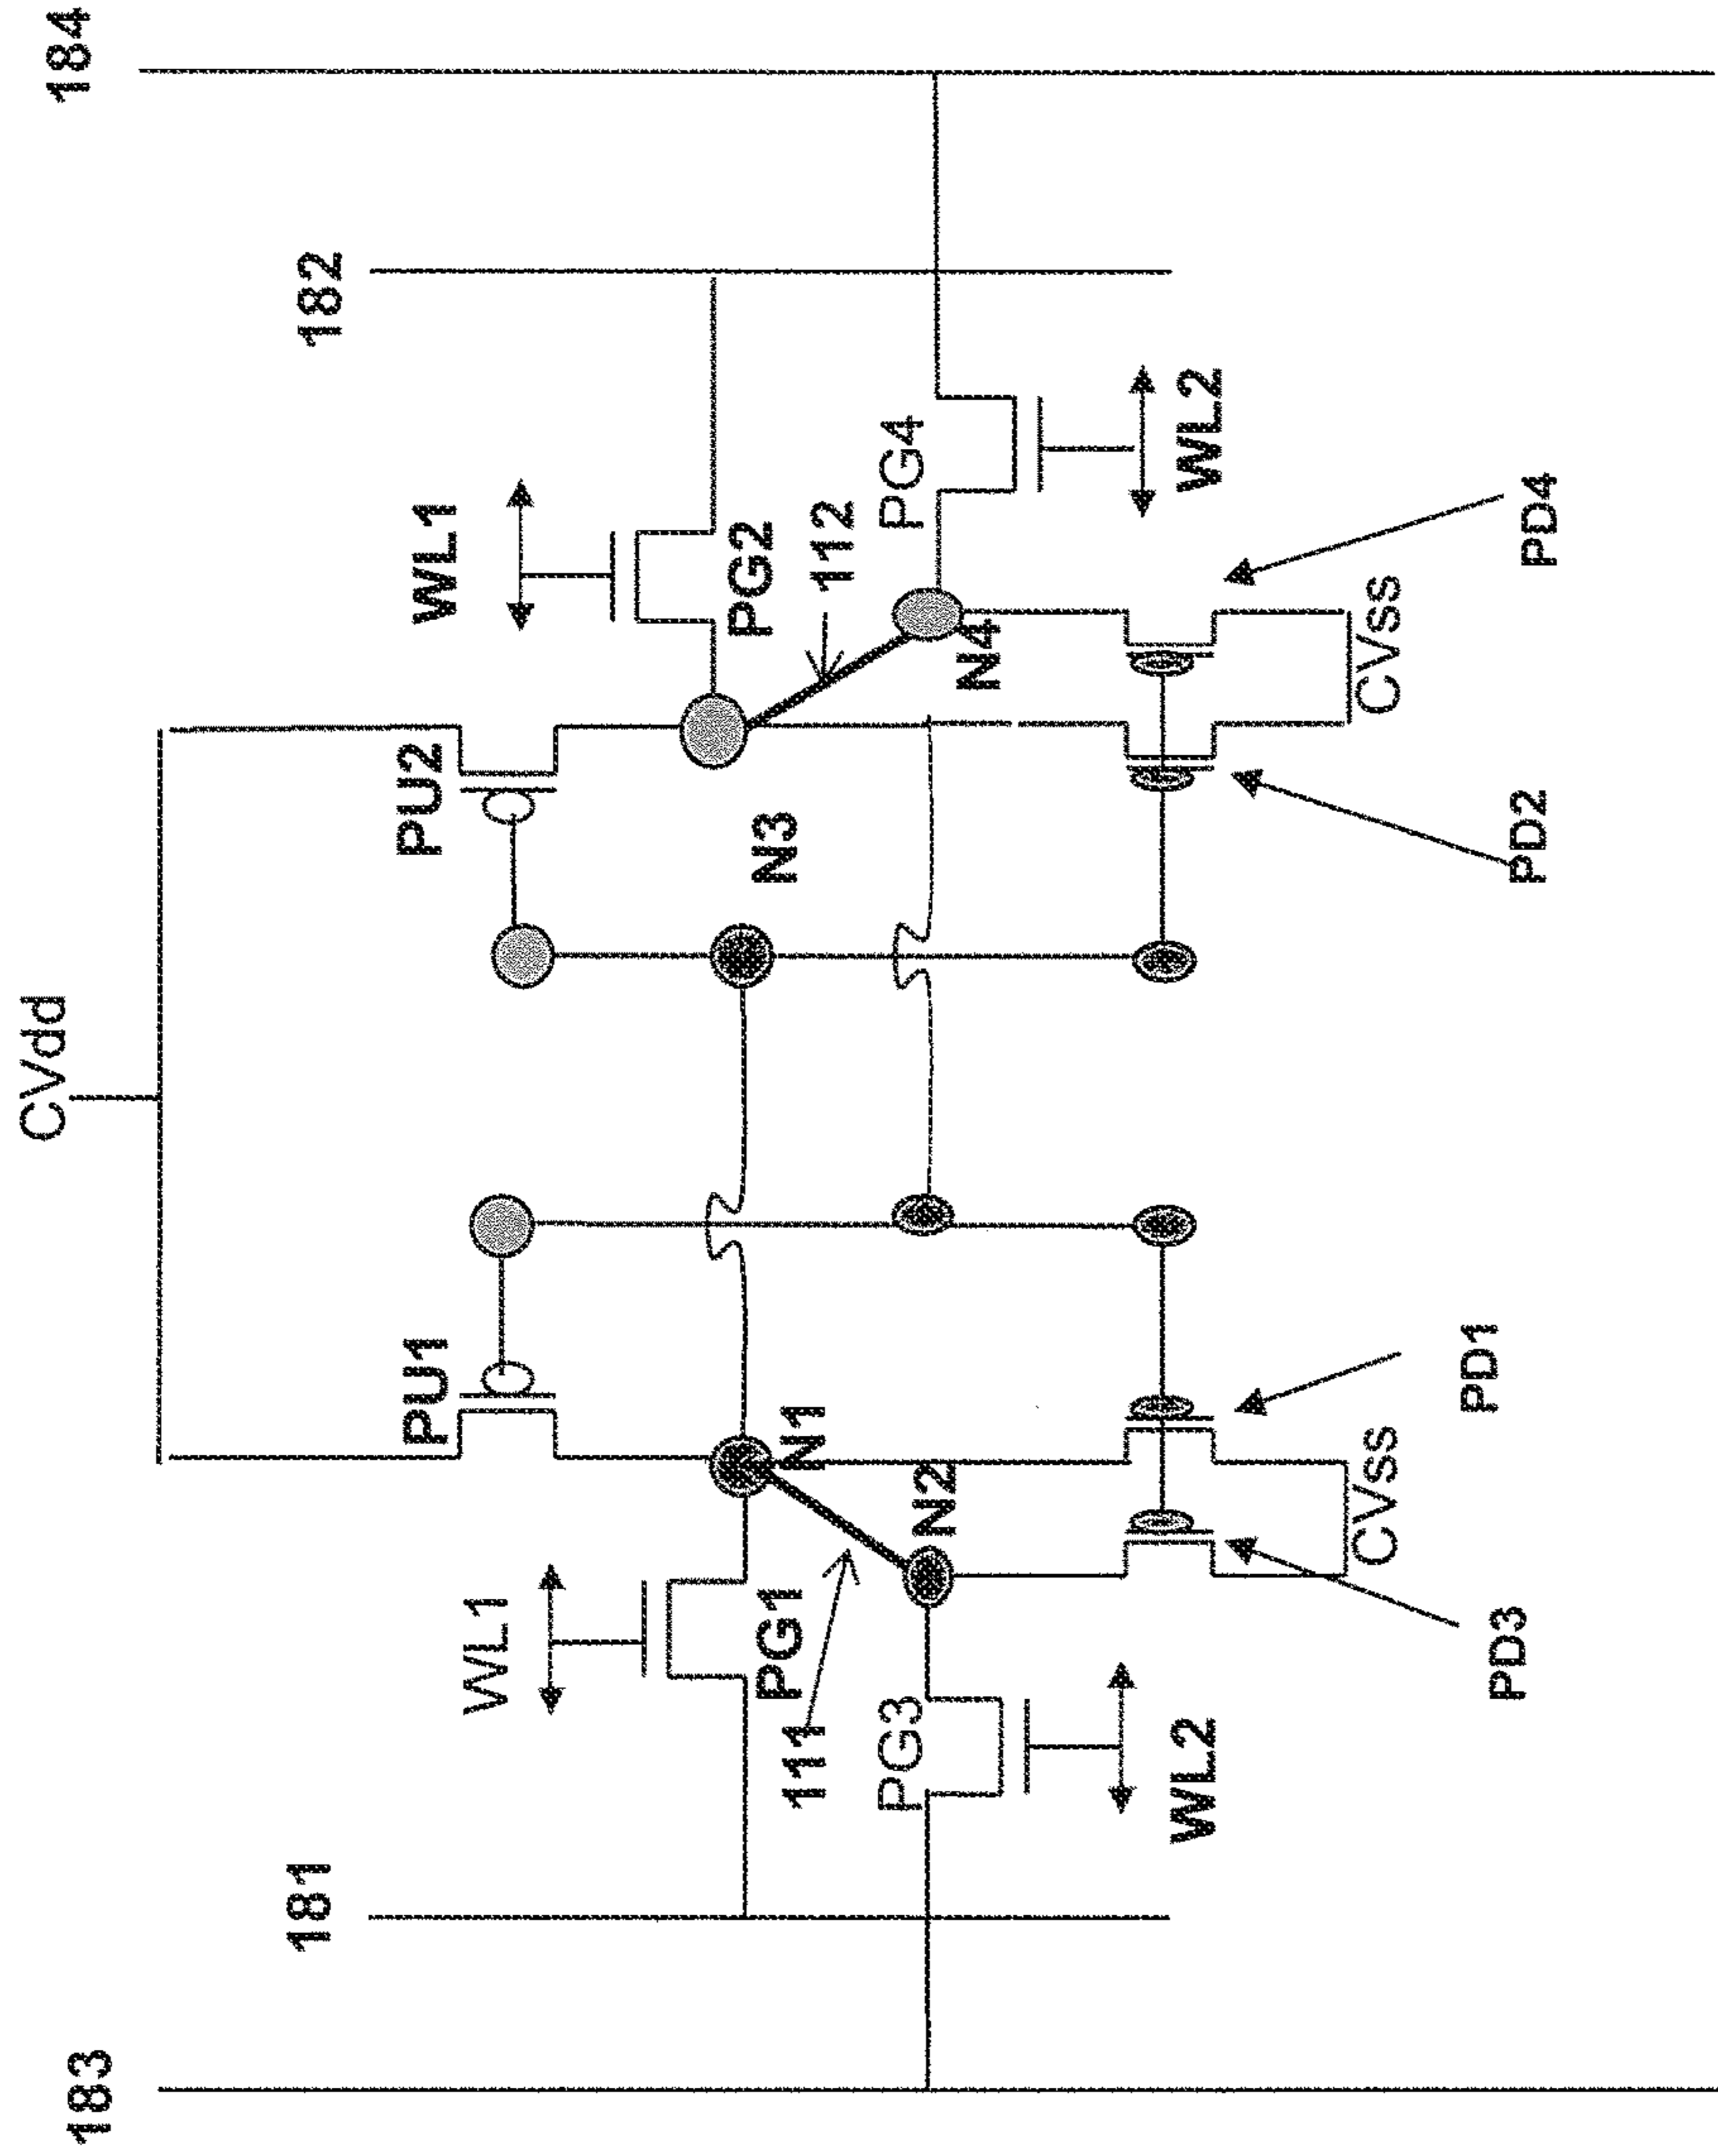 CVdd
183
181
182
184
WL1
PU1
PU2
WL1
PG1
N1
N3
PG2
111
112
PG3
N2
N4
PG4
WL2
WL2
CVss
CVss
PD3
PD1
PD2
PD4